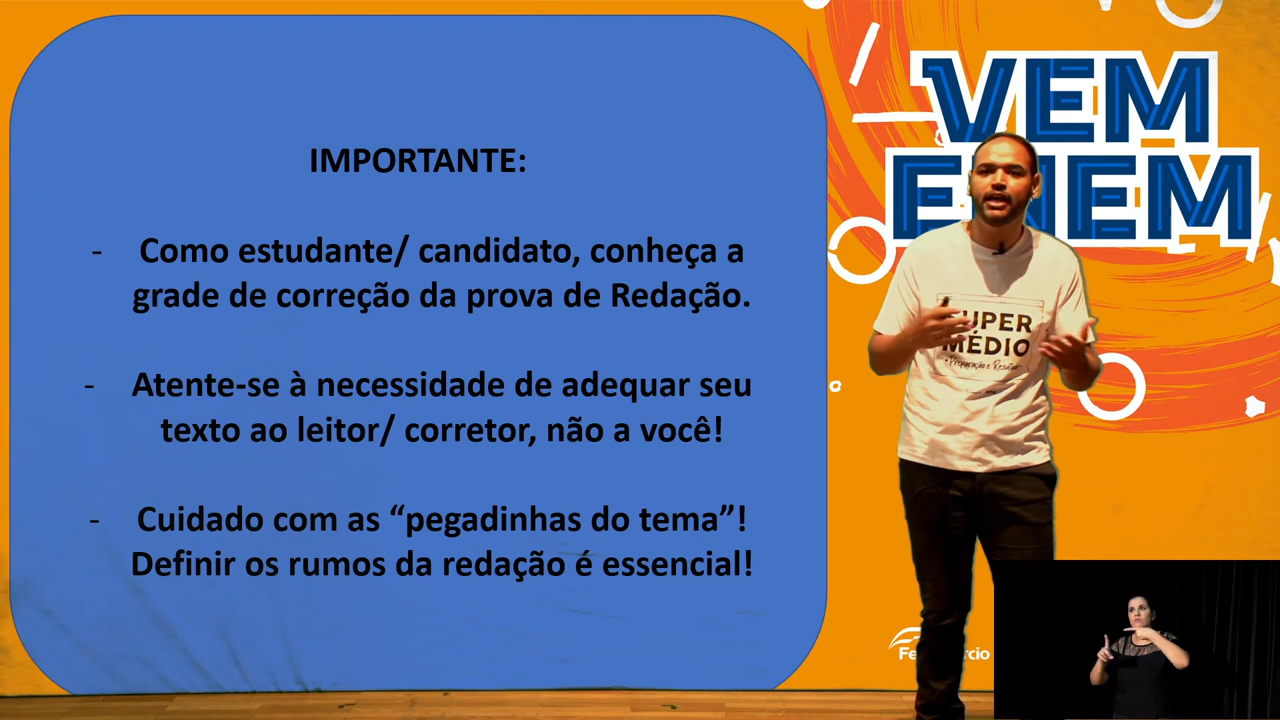 IMPORTANTE:
- Como estudante/ candidato, conheça a
grade de correção da prova de Redação.
- Atente-se à necessidade de adequar seu
texto ao leitor/ corretor, não a você!
- Cuidado com as “pegadinhas do tema”!
Definir os rumos da redação é essencial!
VEM
ENEM
SUPER
MÉDIO